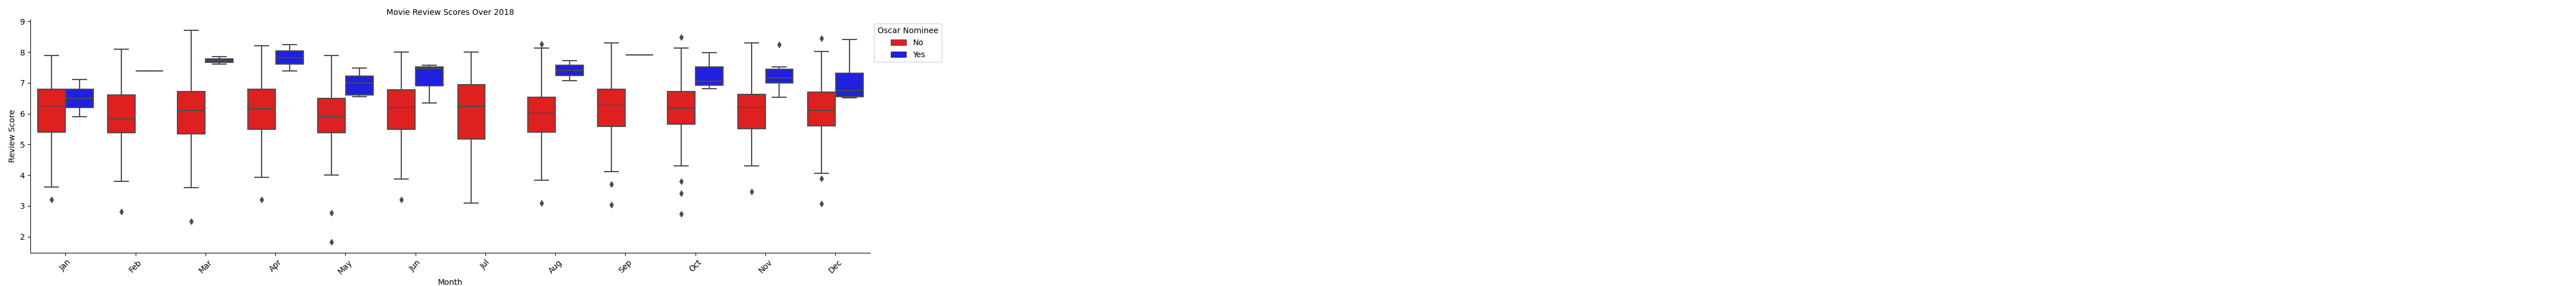 Movie Review Scores Over 2018
Oscar Nominee
No
Yes
Review Score
9
8
7
6
5
4
3
2
Jan
Feb
Mar
Apr
May
Jun
Jul
Aug
Sep
Oct
Nov
Dec
Month